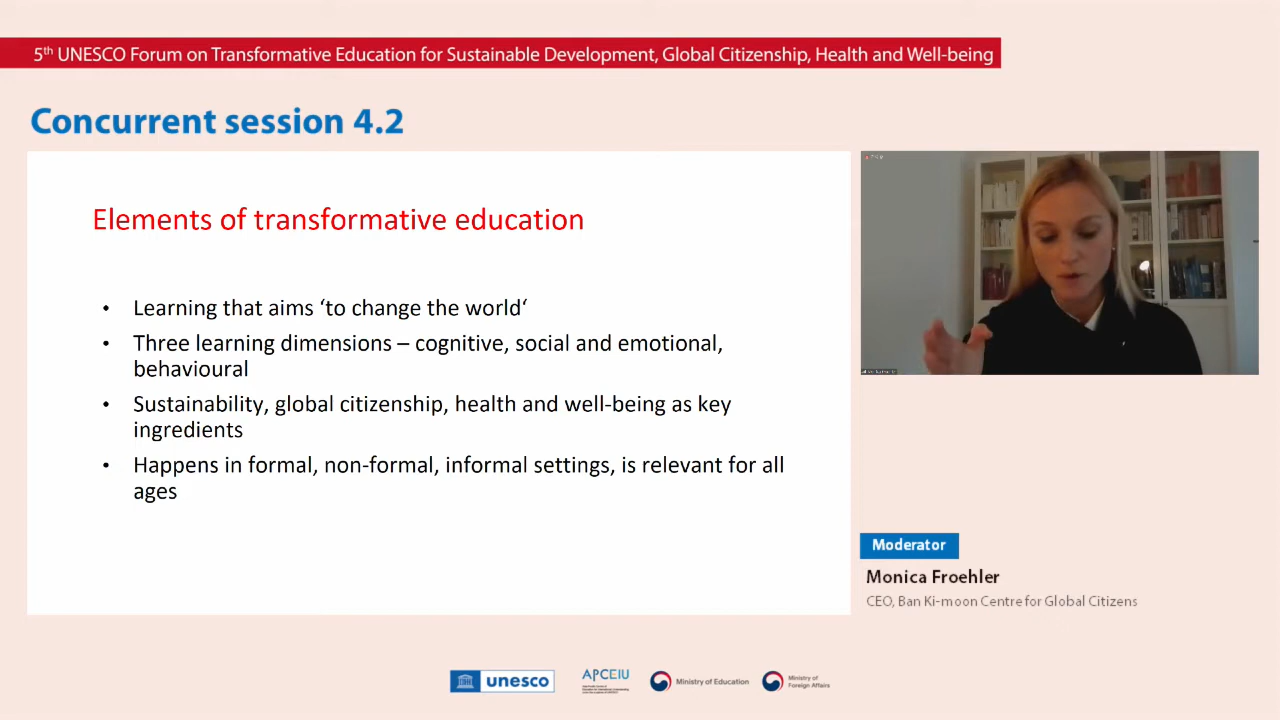 5th UNESCO Forum on Transformative Education for Sustainable Development, Global Citizenship, Health and Well-being
Concurrent session 4.2
Elements of transformative education
• Learning that aims ‘to change the world‘
• Three learning dimensions – cognitive, social and emotional,
behavioural
• Sustainability, global citizenship, health and well-being as key
ingredients
• Happens in formal, non-formal, informal settings, is relevant for all
ages
Moderator
Monica Froehler
CEO, Ban Ki-moon Centre for Global Citizens
unesco
APCEIU
Ministry of Education
Ministry of
Foreign Affairs